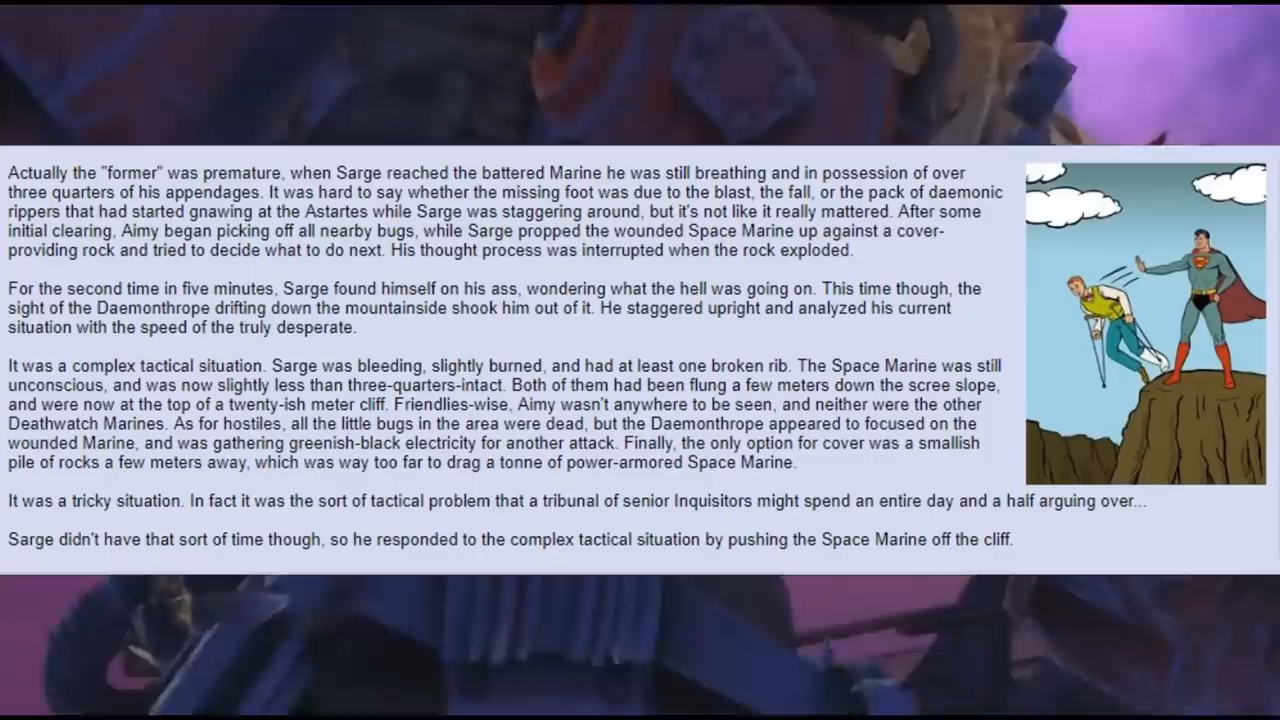 Actually the "former" was premature, when Sarge reached the battered Marine he was still breathing and in possession of over
three quarters of his appendages. It was hard to say whether the missing foot was due to the blast, the fall, or the pack of daemonic
rippers that had started gnawing at the Astartes while Sarge was staggering around, but it's not like it really mattered. After some
initial clearing, Aimy began picking off all nearby bugs, while Sarge propped the wounded Space Marine up against a cover-
providing rock and tried to decide what to do next. His thought process was interrupted when the rock exploded.
For the second time in five minutes, Sarge found himself on his ass, wondering what the hell was going on. This time though, the
sight of the Daemonthrope drifting down the mountainside shook him out of it. He staggered upright and analyzed his current
situation with the speed of the truly desperate.
It was a complex tactical situation. Sarge was bleeding, slightly burned, and had at least one broken rib. The Space Marine was still
unconscious, and was now slightly less than three-quarters-intact. Both of them had been flung a few meters down the scree slope,
and were now at the top of a twenty-ish meter cliff. Friendlies-wise, Aimy wasn't anywhere to be seen, and neither were the other
Deathwatch Marines. As for hostiles, all the little bugs in the area were dead, but the Daemonthrope appeared to focused on the
wounded Marine, and was gathering greenish-black electricity for another attack. Finally, the only option for cover was a smallish
pile of rocks a few meters away, which was way too far to drag a tonne of power-armored Space Marine.
It was a tricky situation. In fact it was the sort of tactical problem that a tribunal of senior Inquisitors might spend an entire day and a half arguing over...
Sarge didn't have that sort of time though, so he responded to the complex tactical situation by pushing the Space Marine off the cliff.